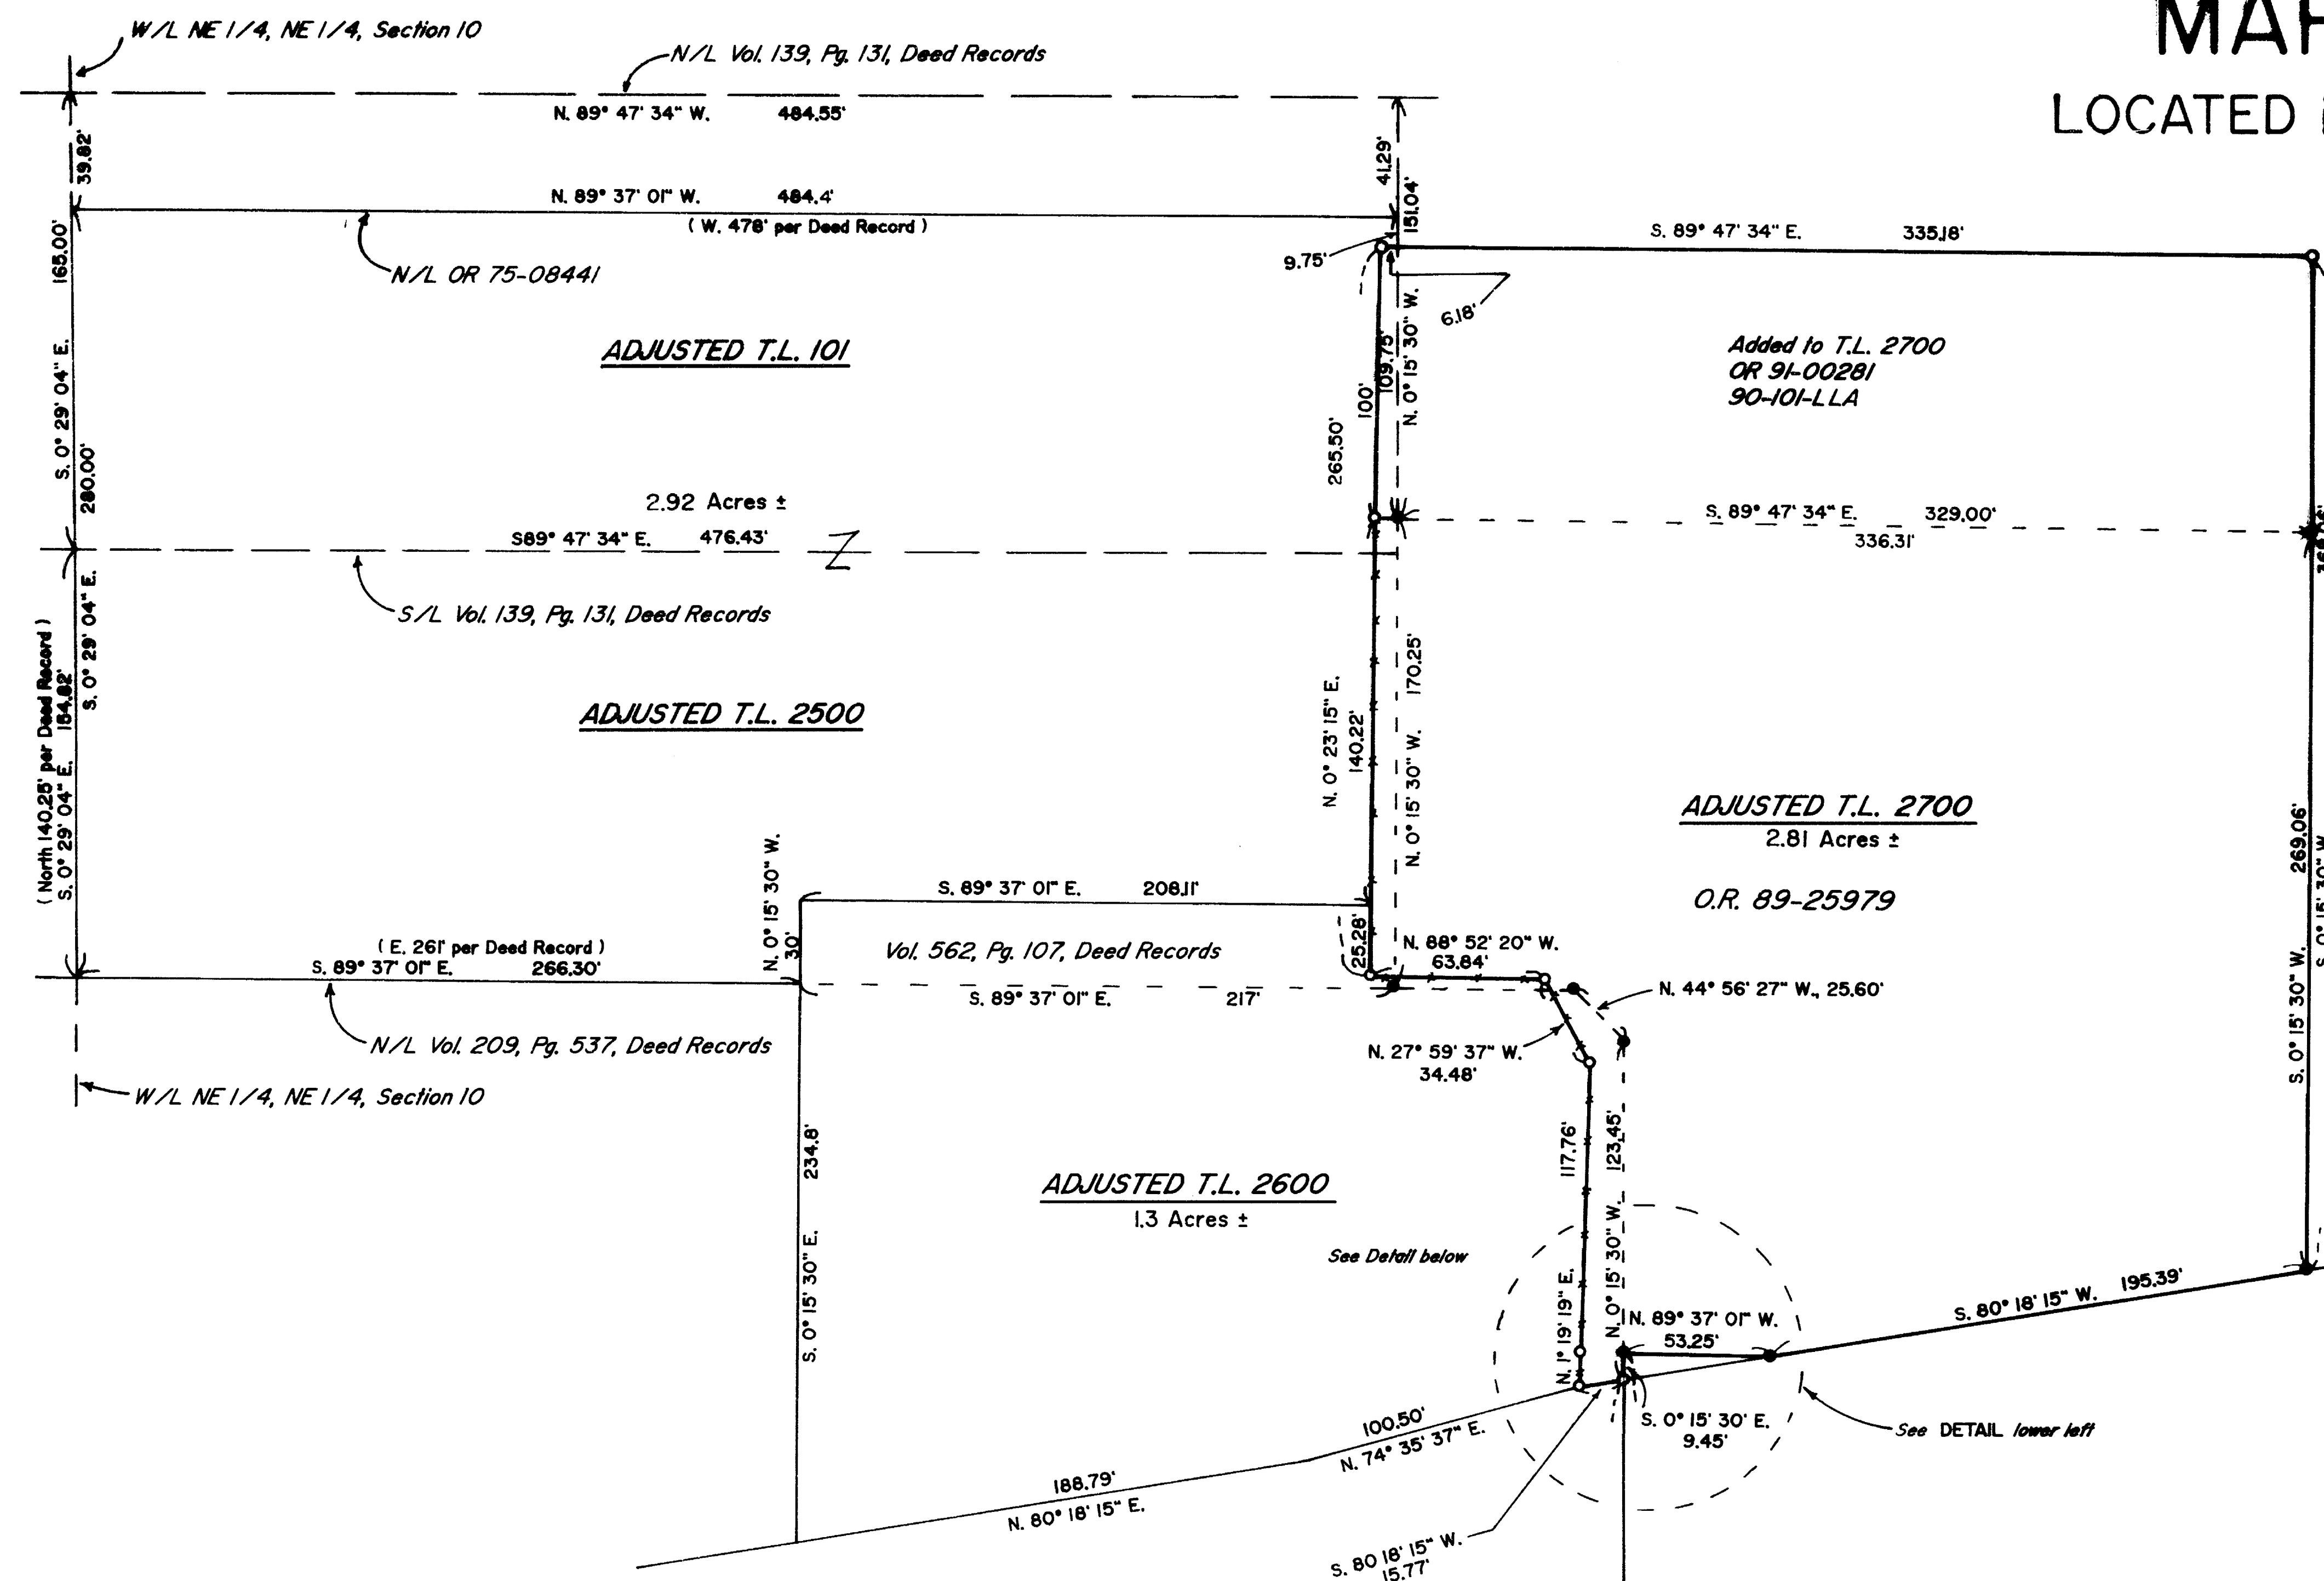 MAH
LOCATED
W/L NE 1/4, NE 1/4, Section 10
N/L Vol. 139, Pg. 131, Deed Records
N. 89° 47' 34" W. 484.55'
39.82'
41.29'
151.04'
N. 89° 37' 01" W. 484.4'
( W. 478' per Deed Record )
N/L OR 75-08441
165.00'
S. 0° 29' 04" E.
280.00'
S. 89° 47' 34" E. 335.18'
9.75'
6.18'
N. 0° 15' 30" W.
109.75'
100'
265.50'
ADJUSTED T.L. 101
Added to T.L. 2700
OR 91-00281
90-101-LLA
2.92 Acres ±
S89° 47' 34" E. 476.43'
Z
S. 89° 47' 34" E. 329.00'
336.31'
S/L Vol. 139, Pg. 131, Deed Records
( North 140.25' per Deed Record )
S. 0° 29' 04" E. 154.82'
S. 0° 29' 04" E.
ADJUSTED T.L. 2500
N. 0° 23' 15" E.
140.22'
N. 0° 15' 30" W. 170.25'
ADJUSTED T.L. 2700
2.81 Acres ±
O.R. 89-25979
S. 0° 15' 30" W. 269.06'
S. 0° 15' 30" W.
N. 0° 15' 30" W.
30'
S. 89° 37' 01" E. 208.11'
25.28'
( E. 261' per Deed Record )
S. 89° 37' 01" E. 266.30'
Vol. 562, Pg. 107, Deed Records
S. 89° 37' 01" E. 217'
N. 88° 52' 20" W.
63.84'
N. 44° 56' 27" W., 25.60'
N/L Vol. 209, Pg. 537, Deed Records
N. 27° 59' 37" W.
34.48'
W/L NE 1/4, NE 1/4, Section 10
S. 0° 15' 30" E. 234.8'
117.76'
N. 1° 19' 19" E.
N. 0° 15' 30" W. 123.45'
ADJUSTED T.L. 2600
1.3 Acres ±
See Detail below
N. 89° 37' 01" W.
53.25'
S. 80° 18' 15" W. 195.39'
S. 0° 15' 30' E.
9.45'
See DETAIL lower left
100.50'
N. 74° 35' 37" E.
188.79'
N. 80° 18' 15" E.
S. 80 18' 15" W.
15.77'